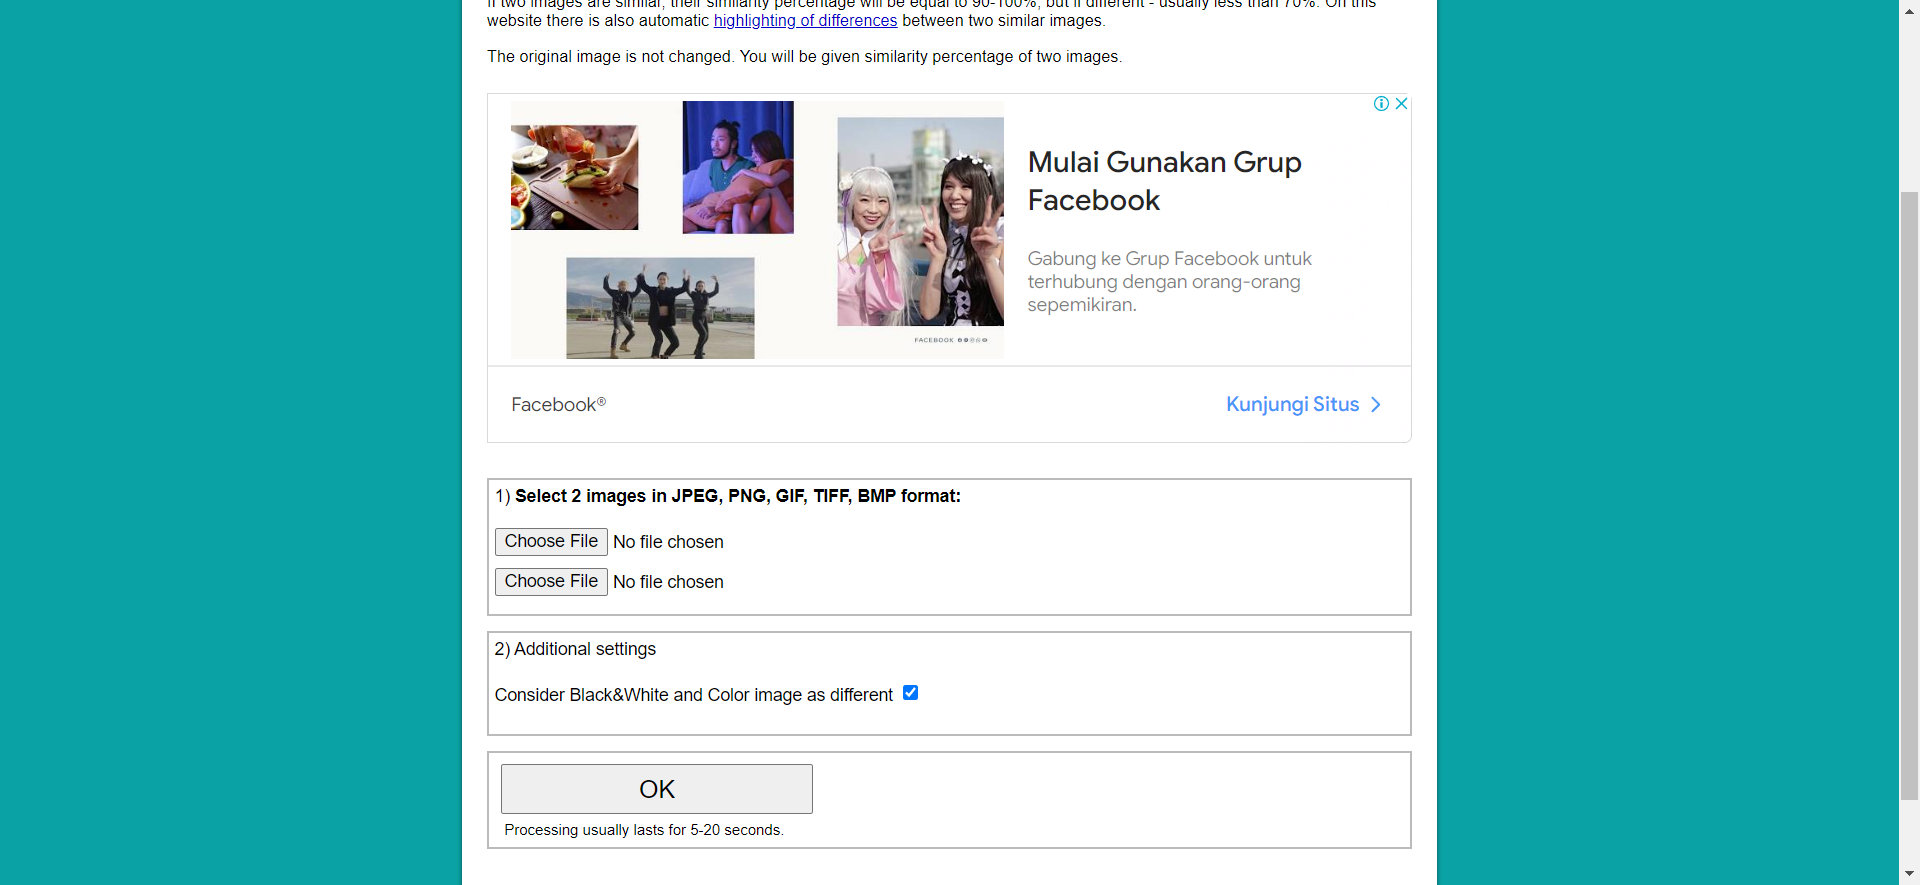 If two images are similar, their similarity percentage will be equal to 90-100%, but if different - usually less than 70%. On this
website there is also automatic highlighting of differences between two similar images.
The original image is not changed. You will be given similarity percentage of two images.
Mulai Gunakan Grup
Facebook
Gabung ke Grup Facebook untuk
terhubung dengan orang-orang
sepemikiran.
FACEBOOK
Facebook®
Kunjungi Situs
1) Select 2 images in JPEG, PNG, GIF, TIFF, BMP format:
Choose File No file chosen
Choose File No file chosen
2) Additional settings
Consider Black&White and Color image as different
OK
Processing usually lasts for 5-20 seconds.